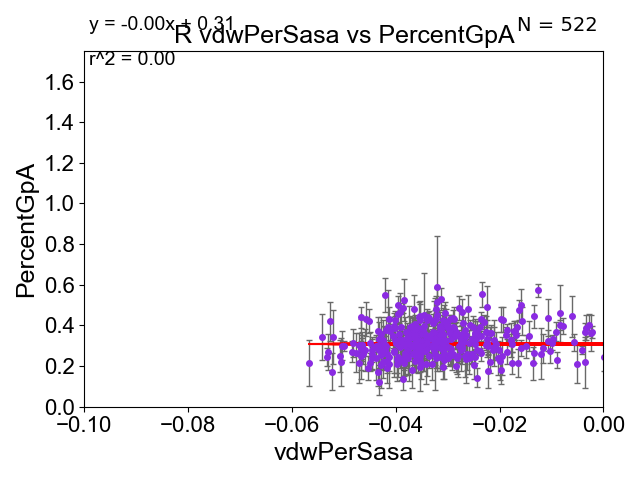 y = -0.00x + 0.31
R vdwPerSasa vs PercentGpA
N = 522
r^2 = 0.00
PercentGpA
1.6
1.4
1.2
1.0
0.8
0.6
0.4
0.2
0.0
−0.10
−0.08
−0.06
−0.04
−0.02
0.00
vdwPerSasa